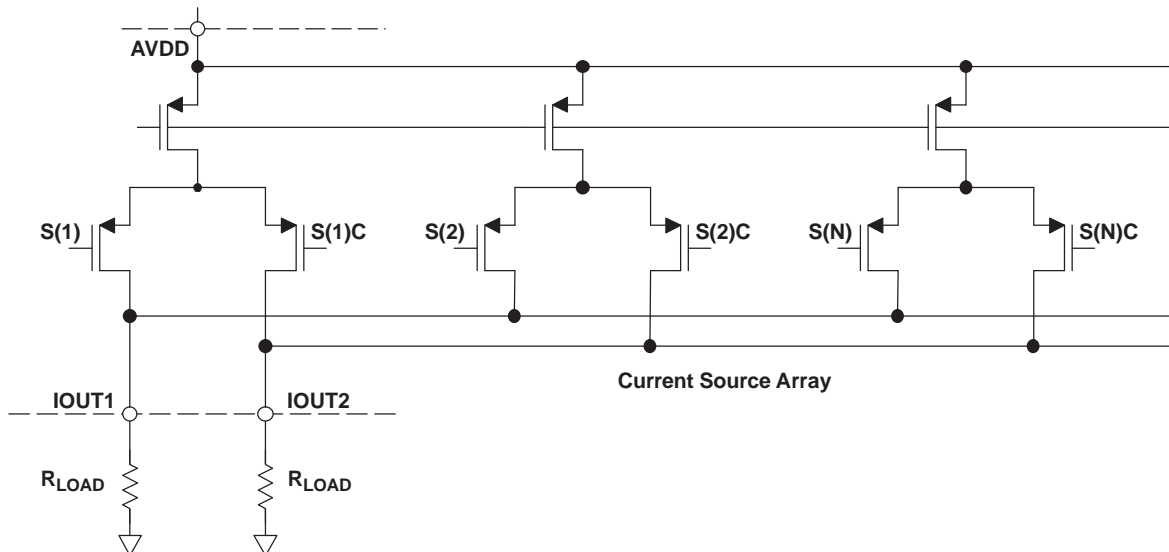 AVDD
S(1)
S(1)C
S(2)
S(2)C
S(N)
S(N)C
Current Source Array
IOUT1
IOUT2
RLOAD
RLOAD